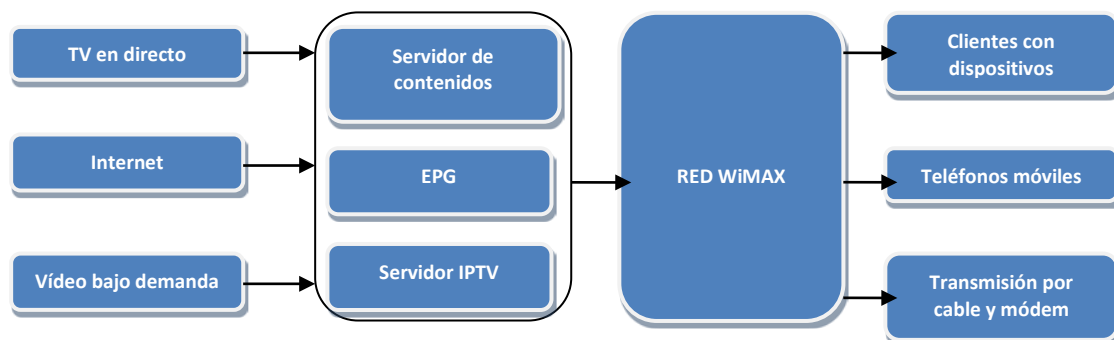 TV en directo
Internet
Vídeo bajo demanda
Servidor de
contenidos
EPG
Servidor IPTV
RED WiMAX
Clientes con
dispositivos
Teléfonos móviles
Transmisión por
cable y módem